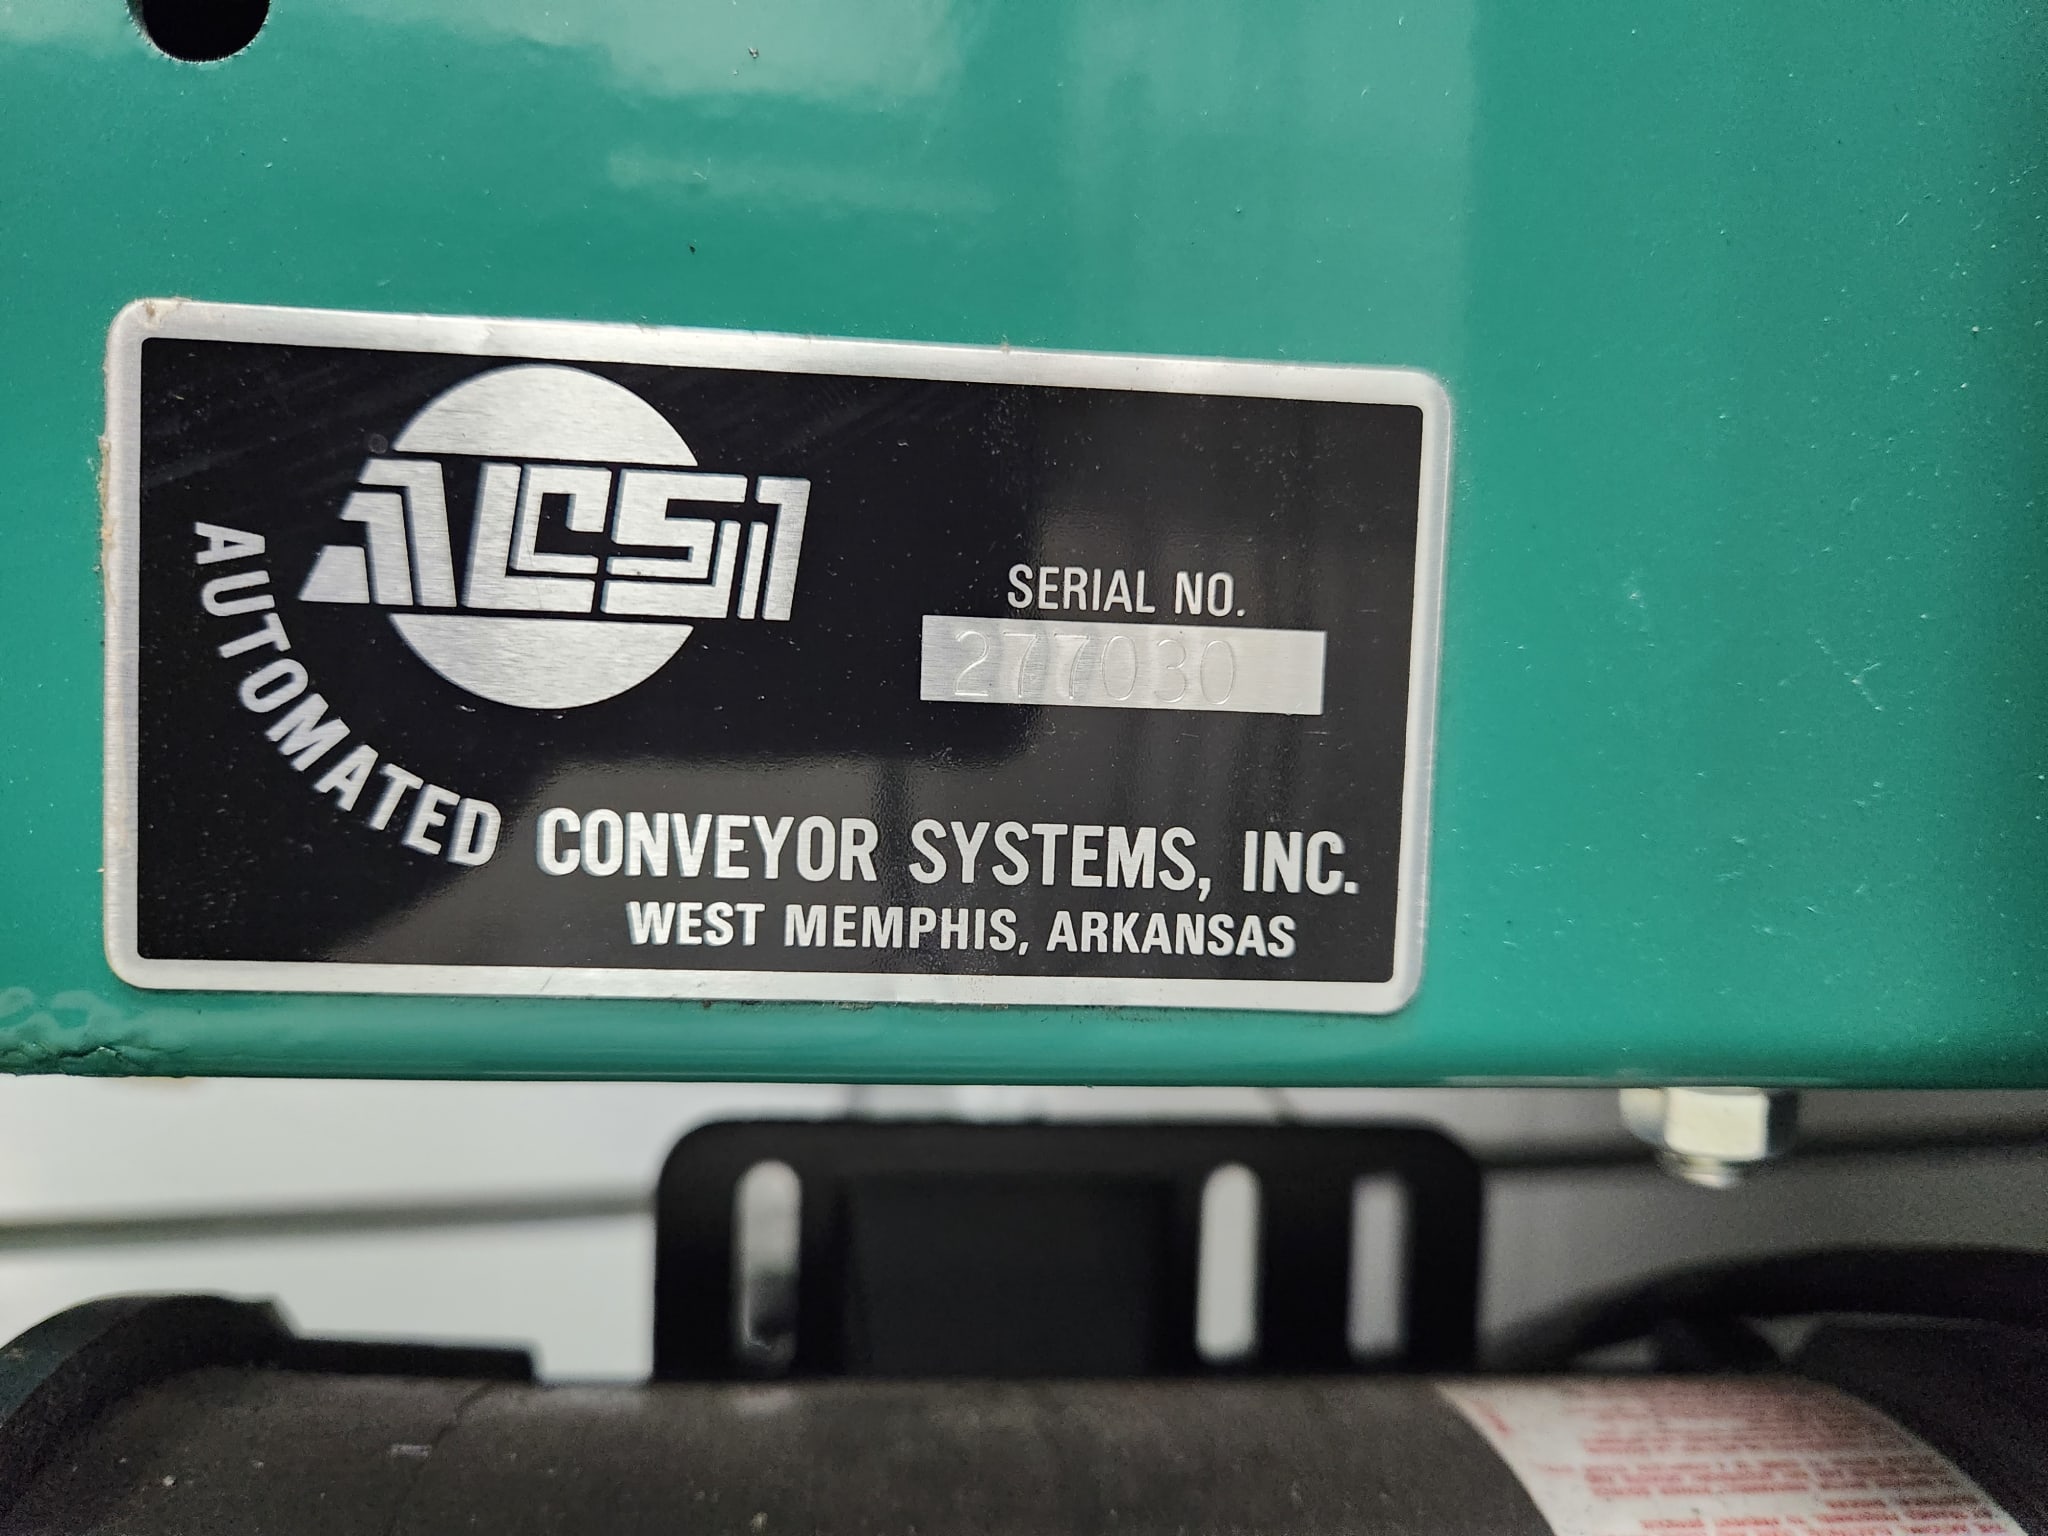 ACSI
SERIAL NO.
277030
AUTOMATED CONVEYOR SYSTEMS, INC.
WEST MEMPHIS, ARKANSAS